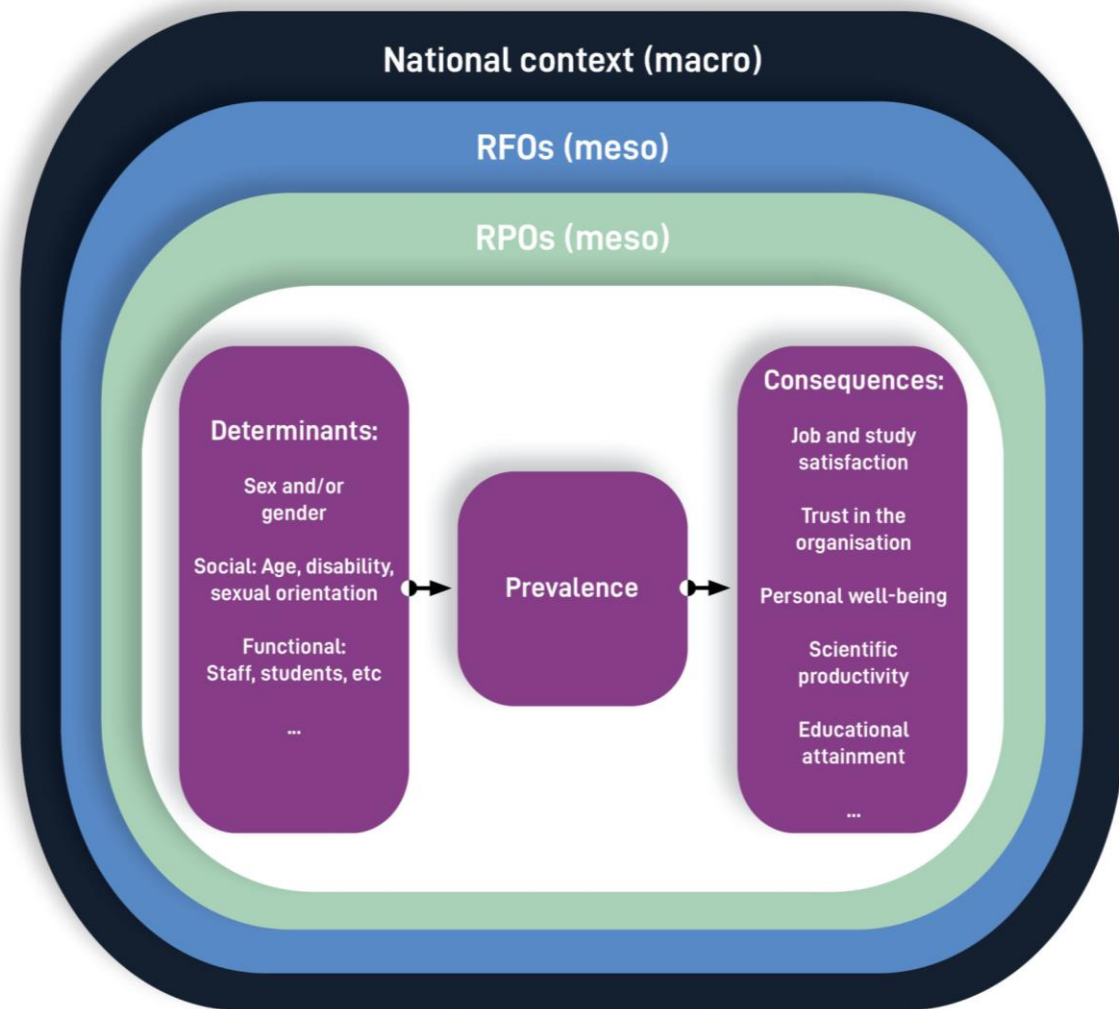 National context (macro)
RFOs (meso)
RPOs (meso)
Determinants:
Sex and/or
gender
Social: Age, disability,
sexual orientation
Functional:
Staff, students, etc
...
Prevalence
Consequences:
Job and study
satisfaction
Trust in the
organisation
Personal well-being
Scientific
productivity
Educational
attainment
...